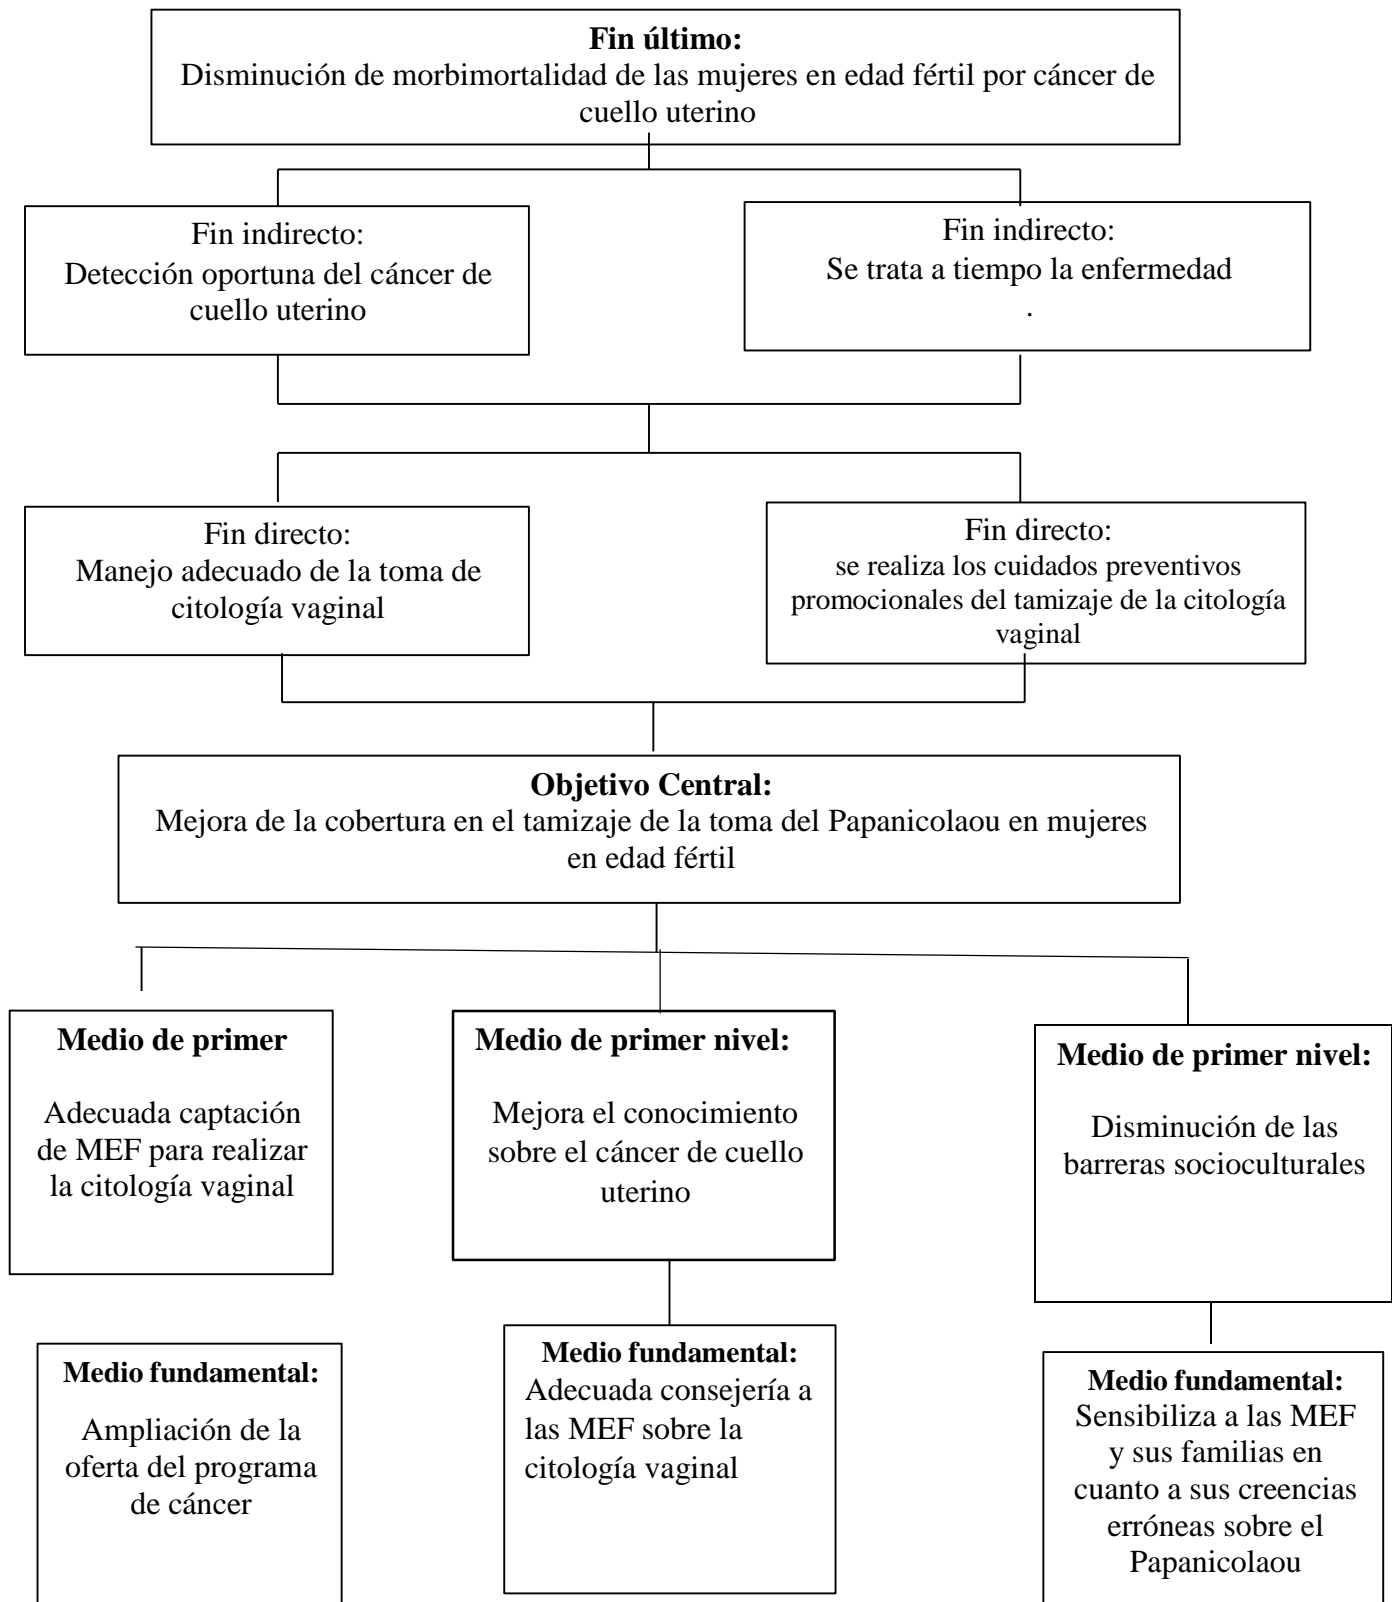 Fin último:
Disminución de morbimortalidad de las mujeres en edad fértil por cáncer de
cuello uterino
Fin indirecto:
Detección oportuna del cáncer de
cuello uterino
Fin indirecto:
Se trata a tiempo la enfermedad
.
Fin directo:
Manejo adecuado de la toma de
citología vaginal
Fin directo:
se realiza los cuidados preventivos
promocionales del tamizaje de la citología
vaginal
Objetivo Central:
Mejora de la cobertura en el tamizaje de la toma del Papanicolaou en mujeres
en edad fértil
Medio de primer
Adecuada captación
de MEF para realizar
la citología vaginal
Medio de primer nivel:
Mejora el conocimiento
sobre el cáncer de cuello
uterino
Medio de primer nivel:
Disminución de las
barreras socioculturales
Medio fundamental:
Ampliación de la
oferta del programa
de cáncer
Medio fundamental:
Adecuada consejería a
las MEF sobre la
citología vaginal
Medio fundamental:
Sensibiliza a las MEF
y sus familias en
cuanto a sus creencias
erróneas sobre el
Papanicolaou